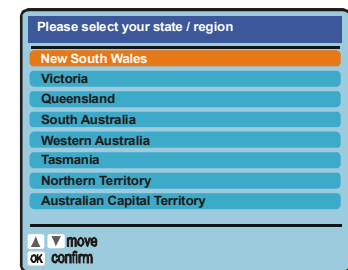 Please select your state / region
New South Wales
Victoria
Queensland
South Australia
Western Australia
Tasmania
Northern Territory
Australian Capital Territory
▲ ▼ move
OK confirm